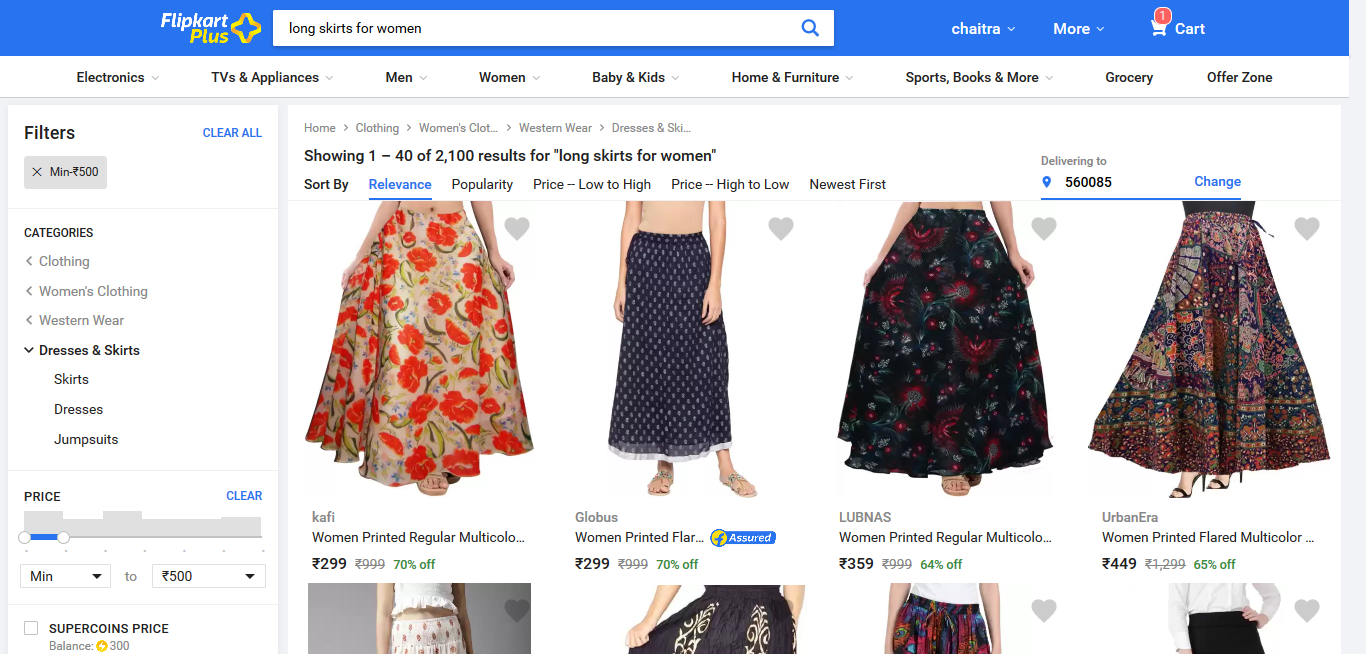 Flipkart
Plus
long skirts for women
chaitra
More
1
Cart
Electronics
TVs & Appliances
Men
Women
Baby & Kids
Home & Furniture
Sports, Books & More
Grocery
Offer Zone
Filters
CLEAR ALL
Min-₹500
CATEGORIES
Clothing
Women's Clothing
Western Wear
Dresses & Skirts
Skirts
Dresses
Jumpsuits
PRICE
CLEAR
Min
to
₹500
SUPERCOINS PRICE
Balance: 300
Home > Clothing > Women's Clot... > Western Wear > Dresses & Ski...
Showing 1 – 40 of 2,100 results for "long skirts for women"
Sort By
Relevance
Popularity
Price -- Low to High
Price -- High to Low
Newest First
Delivering to
560085
Change
kafi
Women Printed Regular Multicolo...
₹299 ₹999 70% off
Globus
Women Printed Flar... Assured
₹299 ₹999 70% off
LUBNAS
Women Printed Regular Multicolo...
₹359 ₹999 64% off
UrbanEra
Women Printed Flared Multicolor ...
₹449 ₹1,299 65% off